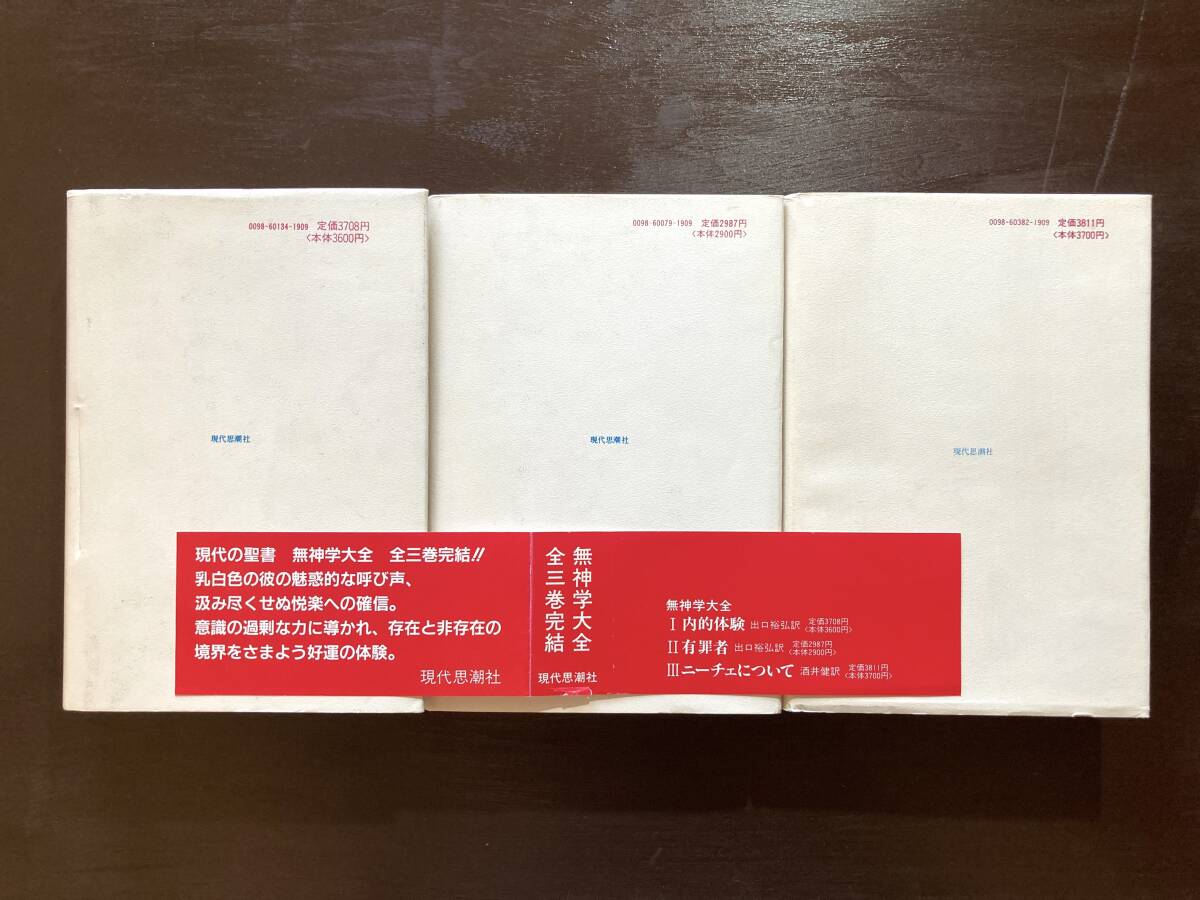 0098-60134-1909 定価3708円
〈本体3600円〉
現代思潮社
0098-60079-1909 定価2987円
〈本体2900円〉
現代思潮社
0098-60382-1909 定価3811円
〈本体3700円〉
現代思潮社
現代の聖書 無神学大全 全三巻完結!!
乳白色の彼の魅惑的な呼び声、
汲み尽くせぬ悦楽への確信。
意識の過剰な力に導かれ、存在と非存在の
境界をさまよう好運の体験。
現代思潮社
無神学大全
全三巻完結
現代思潮社
無神学大全
I 内的体験 出口裕弘訳 定価3708円〈本体3600円〉
II 有罪者 出口裕弘訳 定価2987円〈本体2900円〉
III ニーチェについて 酒井健訳 定価3811円〈本体3700円〉